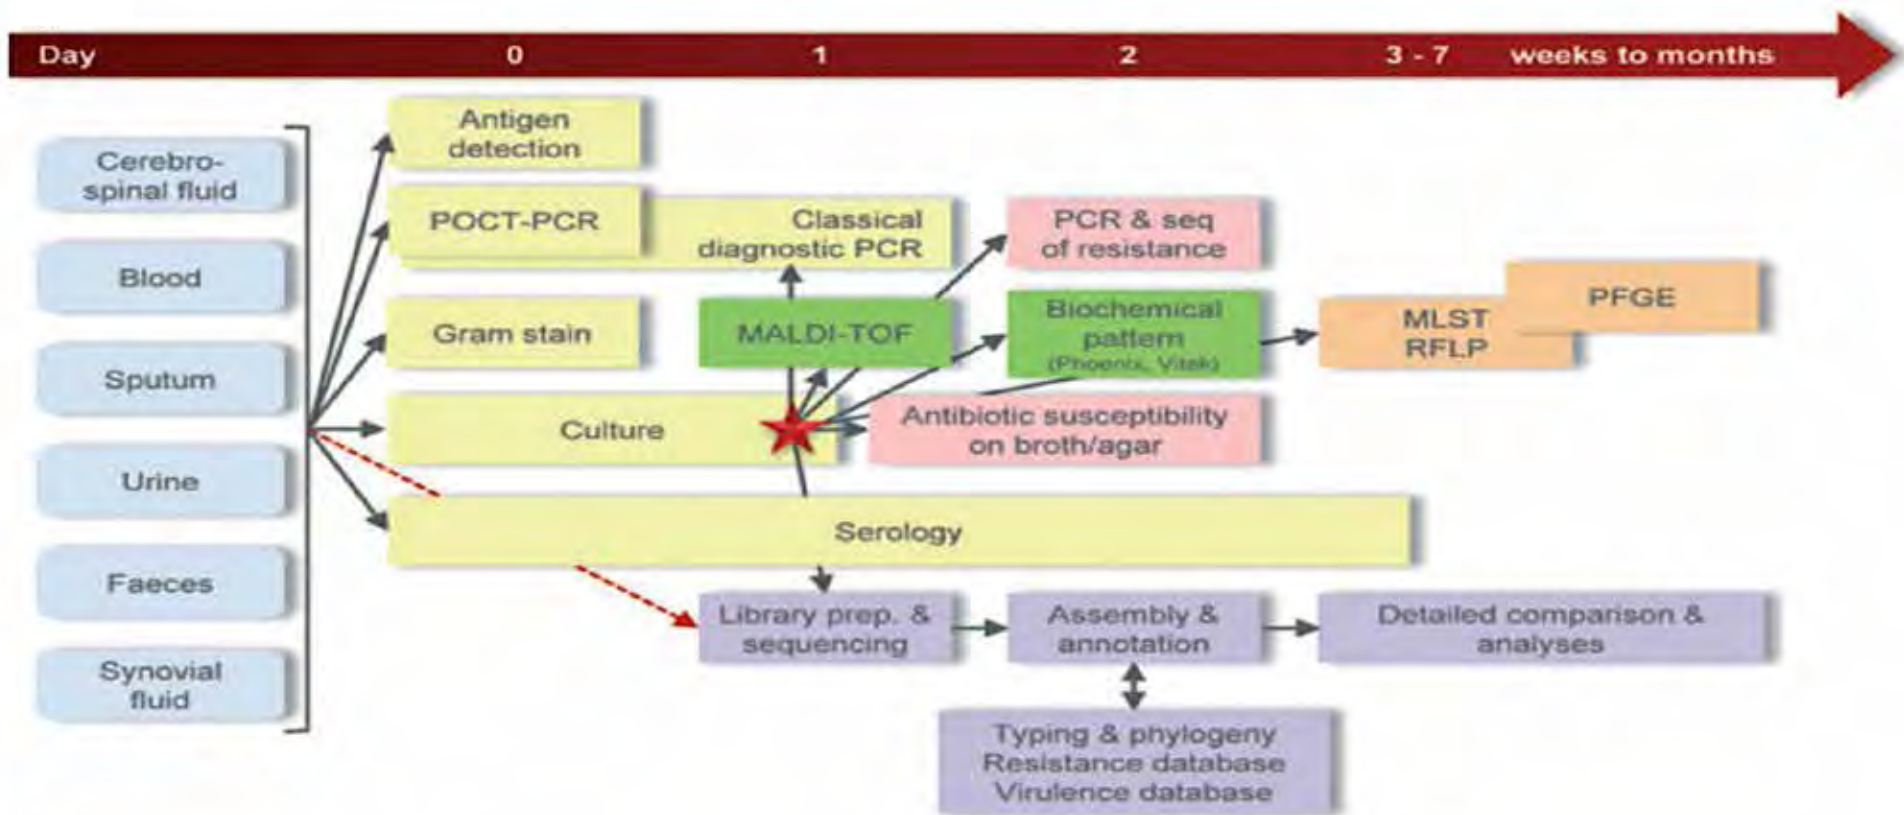 Day 0 1 2 3 - 7 weeks to months
Cerebro-
spinal fluid
Blood
Sputum
Urine
Faeces
Synovial
fluid
Antigen
detection
POCT-PCR
Classical
diagnostic PCR
PCR & seq
of resistance
Gram stain
MALDI-TOF
Biochemical
pattern
(Phoenix, Vitek)
MLST
RFLP
PFGE
Culture
Antibiotic susceptibility
on broth/agar
Serology
Library prep. &
sequencing
Assembly &
annotation
Detailed comparison &
analyses
Typing & phylogeny
Resistance database
Virulence database